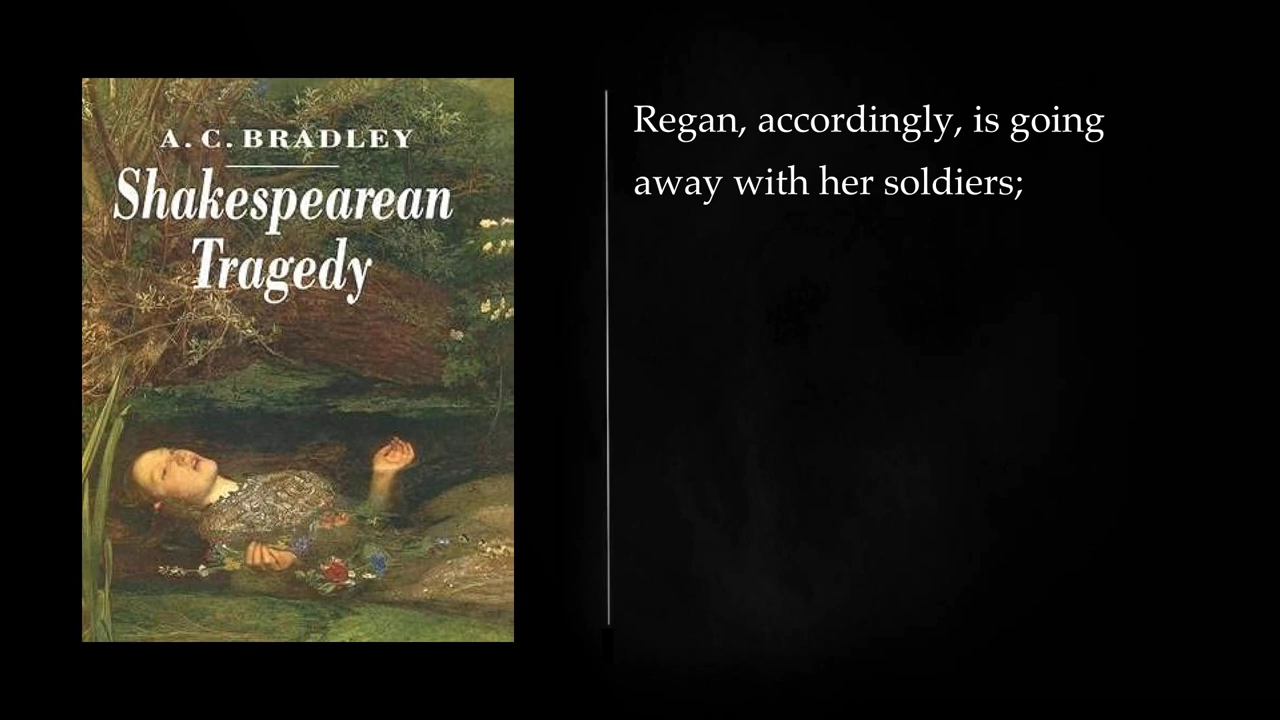 A. C. BRADLEY
Shakespearean
Tragedy
Regan, accordingly, is going
away with her soldiers;